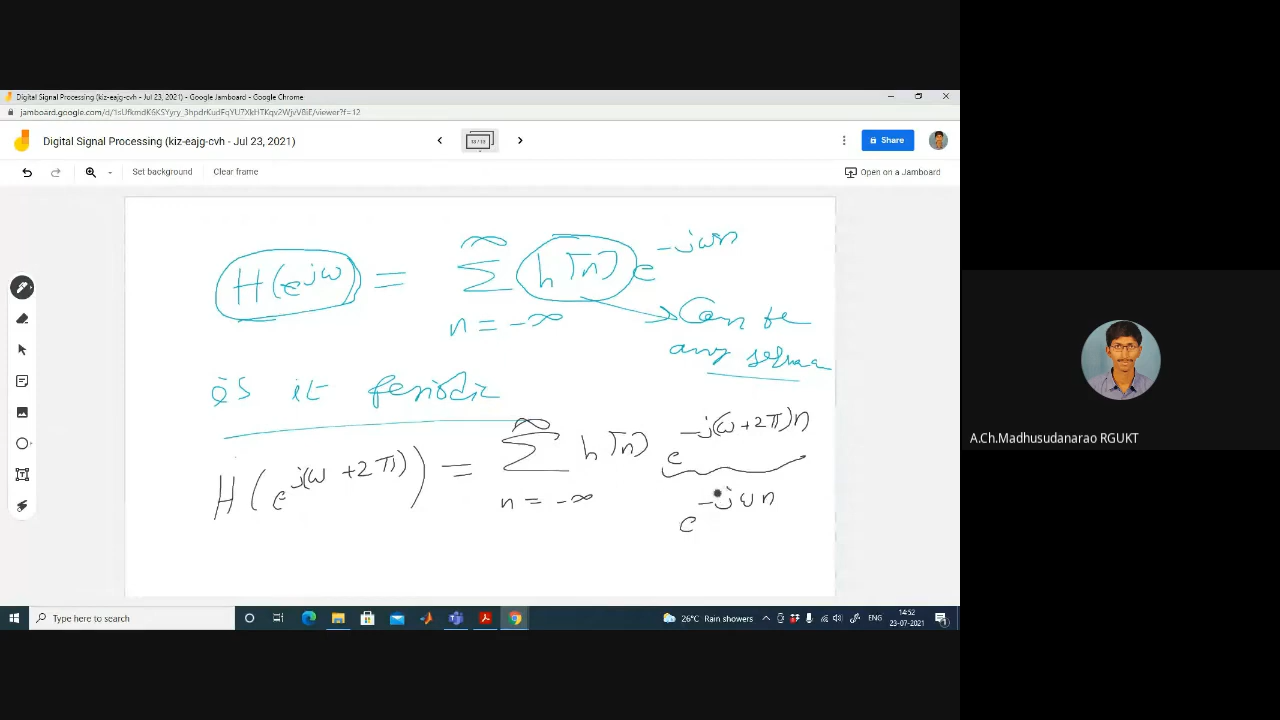 Digital Signal Processing (kiz-eajg-cvh - Jul 23, 2021) - Google Jamboard - Google Chrome
Digital Signal Processing (kiz-eajg-cvh - Jul 23, 2021)
Share
Set background
Clear frame
Open on a Jamboard
H(e^{jω}) = ∑_{n = -∞}^{∞} h[n] e^{-jωn}
Can be
any
is it periodic
H(e^{j(ω+2π)}) = ∑_{n = -∞}^{∞} h[n] e^{-j(ω+2π)n}
e^{-jωn}
A.Ch.Madhusudanarao RGUKT
Type here to search
26°C Rain showers
ENG
14:52
23-07-2021